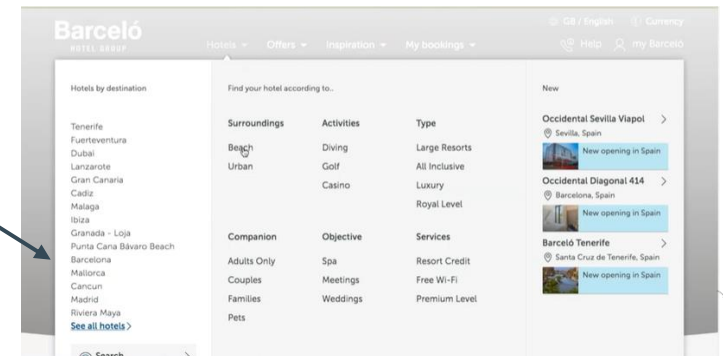 Barceló
HOTEL GROUP
GB / English
Currency
Hotels
Offers
Inspiration
My bookings
Help
my Barceló
Hotels by destination
Tenerife
Fuerteventura
Dubai
Lanzarote
Gran Canaria
Cadiz
Malaga
Ibiza
Granada - Loja
Punta Cana Bávaro Beach
Barcelona
Mallorca
Cancun
Madrid
Riviera Maya
See all hotels >
Search
Find your hotel according to..
Surroundings
Beach
Urban
Activities
Diving
Golf
Casino
Type
Large Resorts
All Inclusive
Luxury
Royal Level
Companion
Adults Only
Couples
Families
Pets
Objective
Spa
Meetings
Weddings
Services
Resort Credit
Free Wi-Fi
Premium Level
New
Occidental Sevilla Viapol
Sevilla, Spain
New opening in Spain
Occidental Diagonal 414
Barcelona, Spain
New opening in Spain
Barceló Tenerife
Santa Cruz de Tenerife, Spain
New opening in Spain